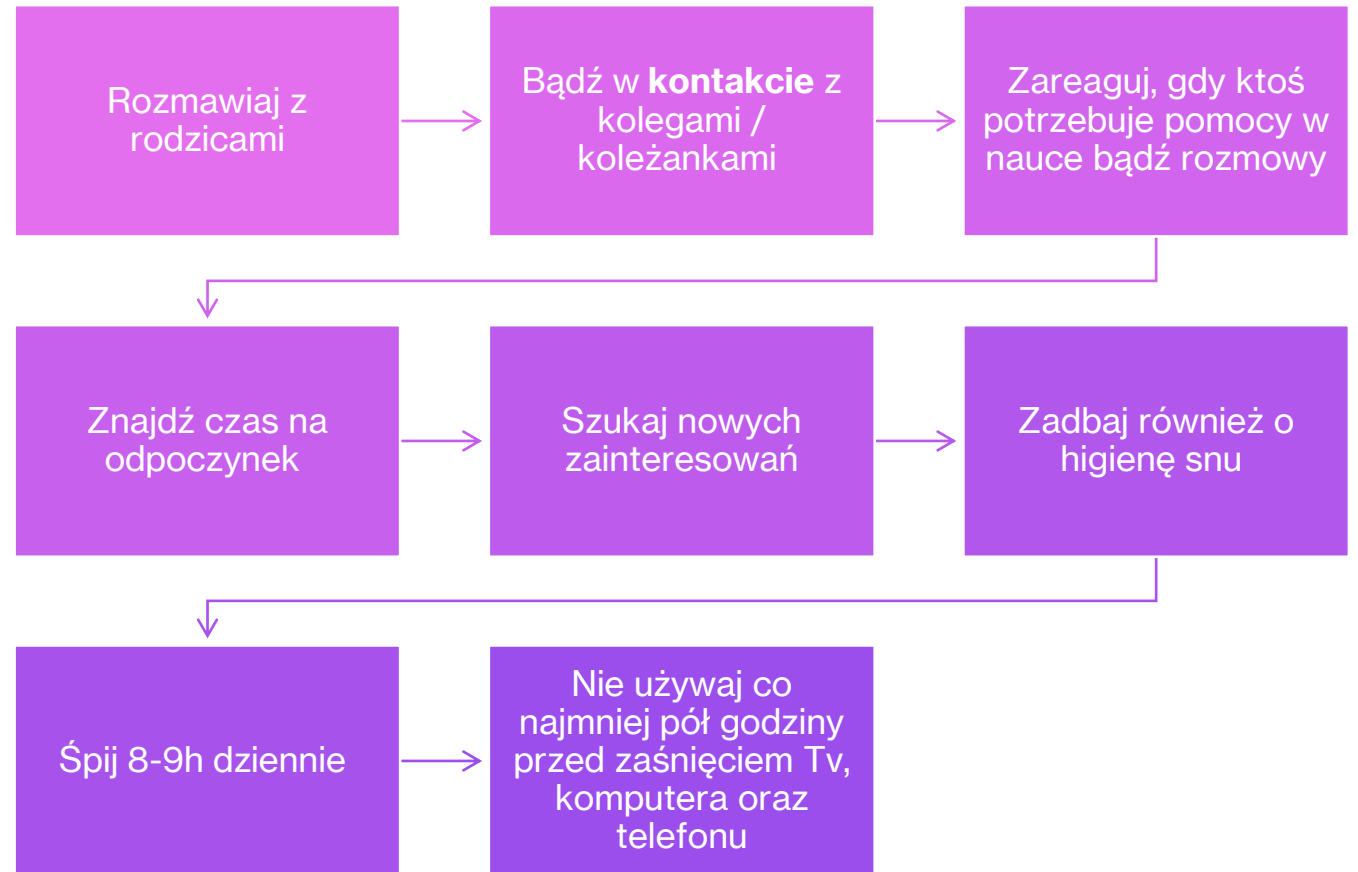 Rozmawiaj z
rodzicami
Bądź w kontakcie z
kolegami /
koleżankami
Zareaguj, gdy ktoś
potrzebuje pomocy w
nauce bądź rozmowy
Znajdź czas na
odpoczynek
Szukaj nowych
zainteresowań
Zadbaj również o
higienę snu
Śpij 8-9h dziennie
Nie używaj co
najmniej pół godziny
przed zaśnięciem Tv,
komputera oraz
telefonu